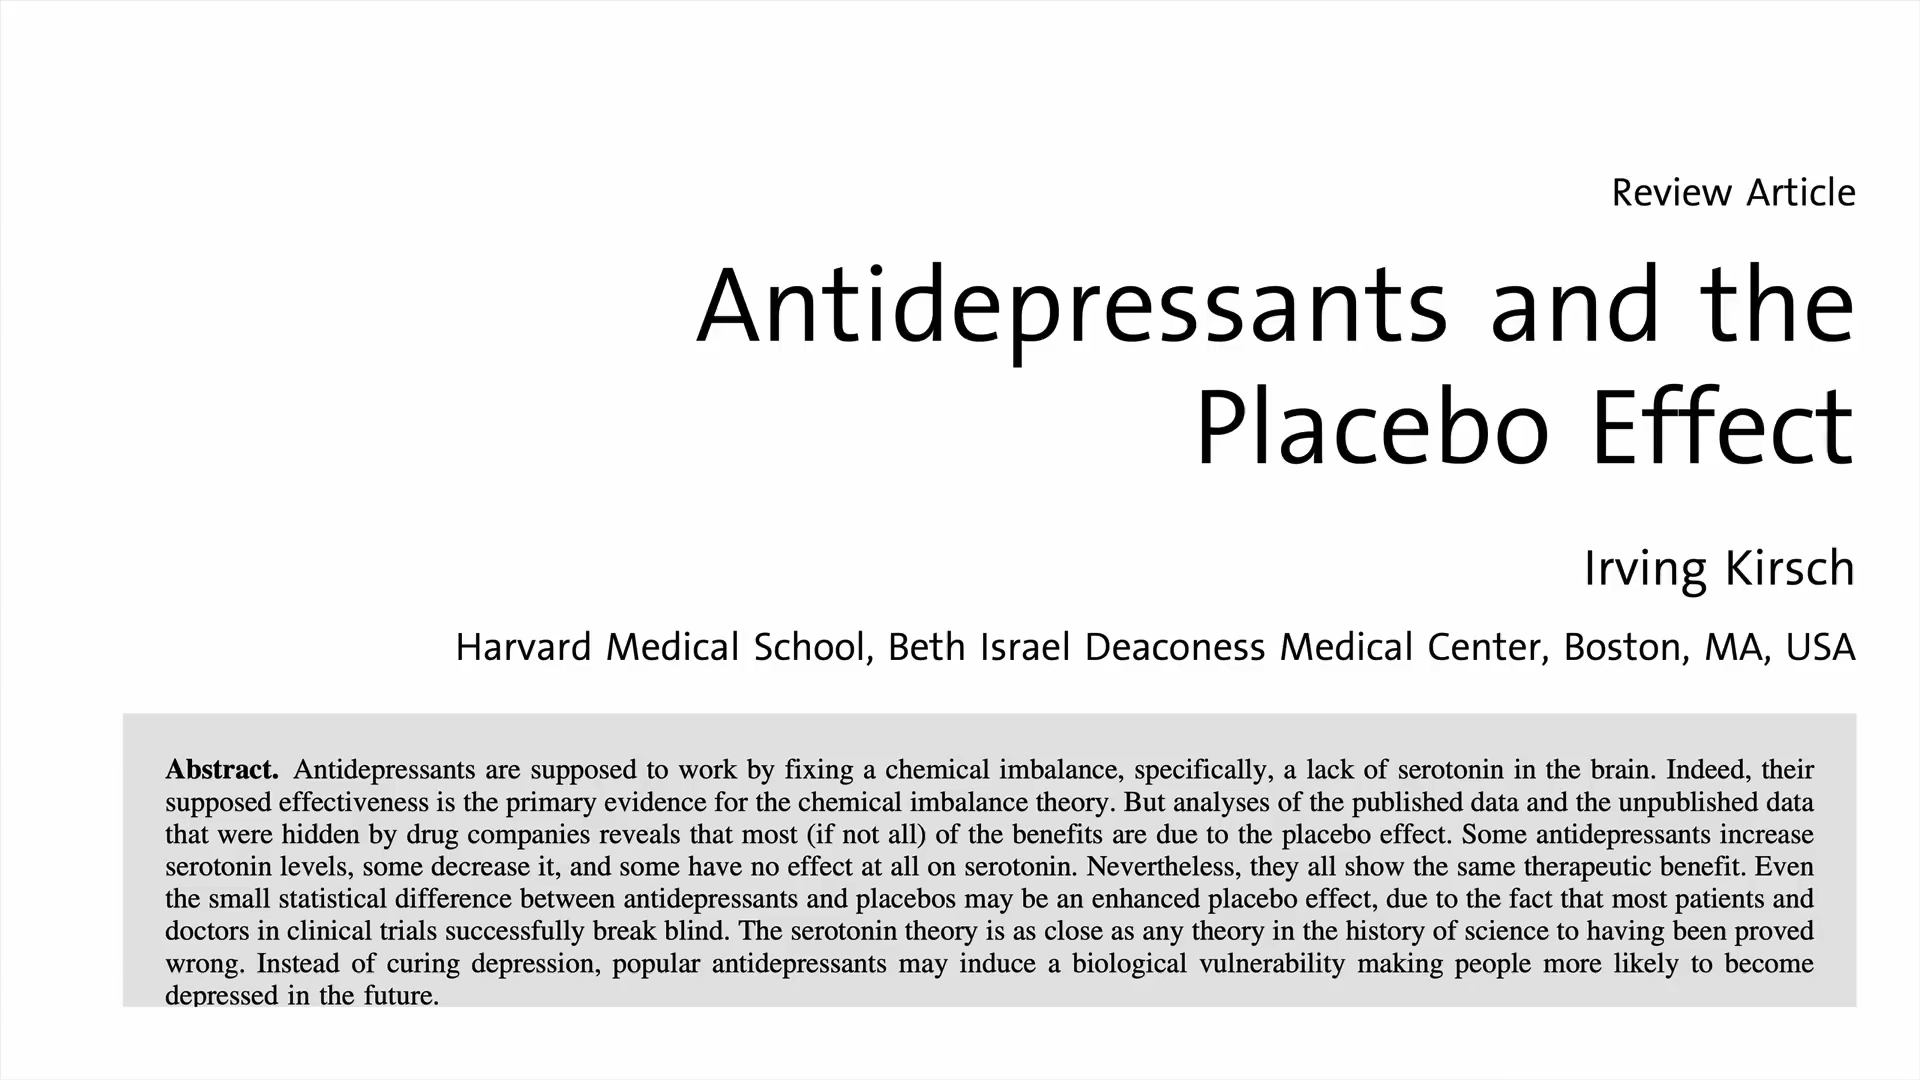 Review Article
Antidepressants and the
Placebo Effect
Irving Kirsch
Harvard Medical School, Beth Israel Deaconess Medical Center, Boston, MA, USA
Abstract. Antidepressants are supposed to work by fixing a chemical imbalance, specifically, a lack of serotonin in the brain. Indeed, their
supposed effectiveness is the primary evidence for the chemical imbalance theory. But analyses of the published data and the unpublished data
that were hidden by drug companies reveals that most (if not all) of the benefits are due to the placebo effect. Some antidepressants increase
serotonin levels, some decrease it, and some have no effect at all on serotonin. Nevertheless, they all show the same therapeutic benefit. Even
the small statistical difference between antidepressants and placebos may be an enhanced placebo effect, due to the fact that most patients and
doctors in clinical trials successfully break blind. The serotonin theory is as close as any theory in the history of science to having been proved
wrong. Instead of curing depression, popular antidepressants may induce a biological vulnerability making people more likely to become
depressed in the future.